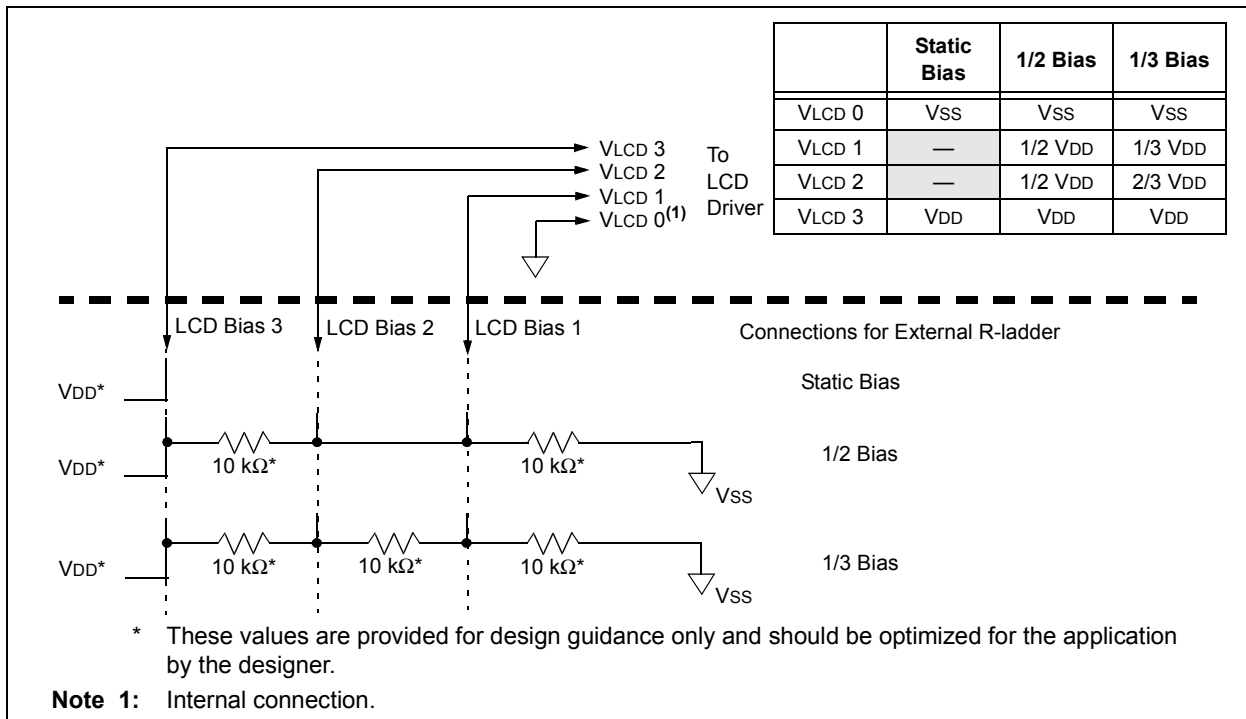 Static Bias | 1/2 Bias | 1/3 Bias
VLCD 0 | VSS | VSS | VSS
VLCD 1 | — | 1/2 VDD | 1/3 VDD
VLCD 2 | — | 1/2 VDD | 2/3 VDD
VLCD 3 | VDD | VDD | VDD
VLCD 3
VLCD 2
VLCD 1
VLCD 0(1)
To
LCD
Driver
LCD Bias 3
LCD Bias 2
LCD Bias 1
Connections for External R-ladder
VDD*
Static Bias
VDD*
10 kΩ*
10 kΩ*
VSS
1/2 Bias
VDD*
10 kΩ*
10 kΩ*
10 kΩ*
VSS
1/3 Bias
* These values are provided for design guidance only and should be optimized for the application
by the designer.
Note 1: Internal connection.